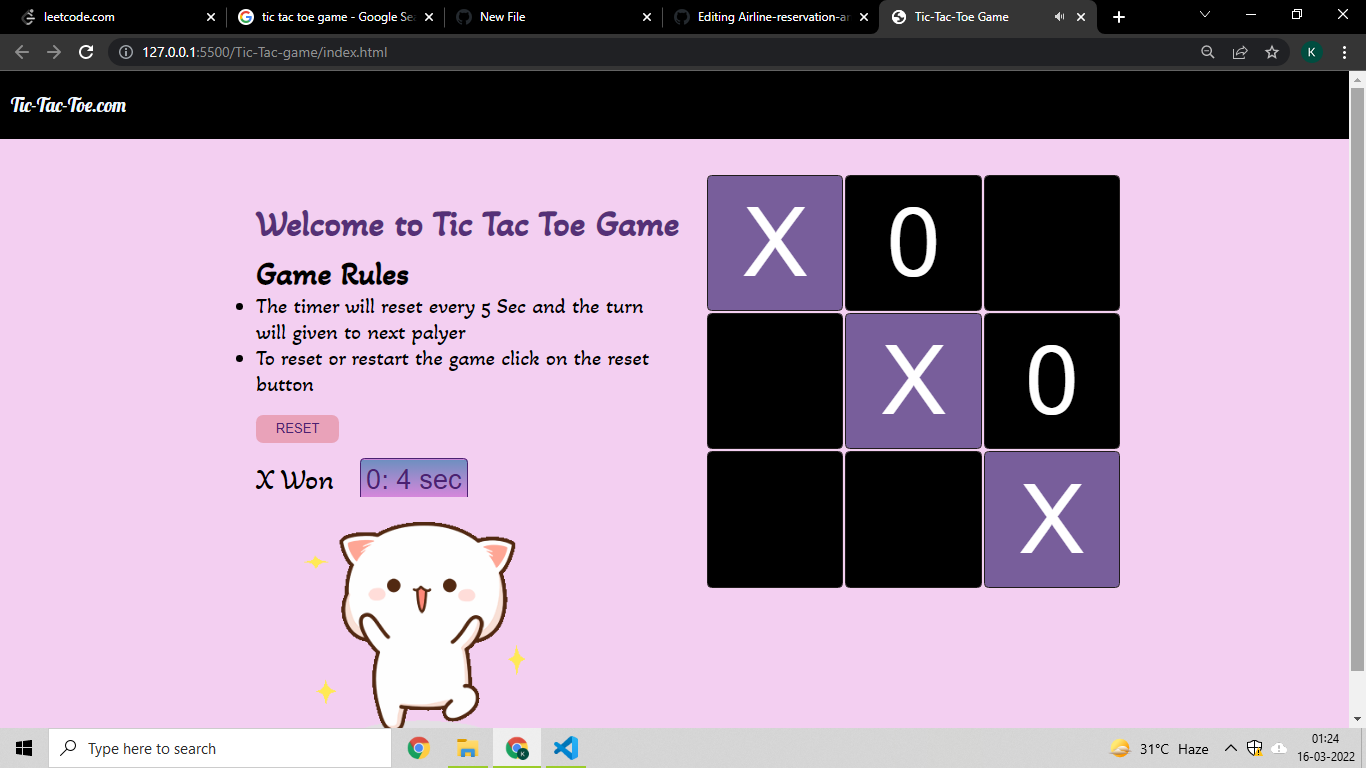 leetcode.com
tic tac toe game - Google Se
New File
Editing Airline-reservation-ar
Tic-Tac-Toe Game
127.0.0.1:5500/Tic-Tac-game/index.html
K
Tic-Tac-Toe.com
Welcome to Tic Tac Toe Game
Game Rules
The timer will reset every 5 Sec and the turn
will given to next palyer
To reset or restart the game click on the reset
button
RESET
X Won
0: 4 sec
X 0
X 0
X
Type here to search
31°C Haze
01:24
16-03-2022